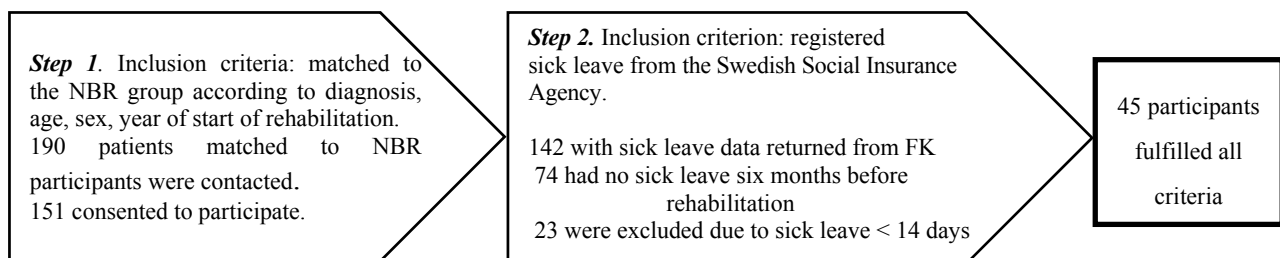 Step 1. Inclusion criteria: matched to
the NBR group according to diagnosis,
age, sex, year of start of rehabilitation.
190 patients matched to NBR
participants were contacted.
151 consented to participate.
Step 2. Inclusion criterion: registered
sick leave from the Swedish Social Insurance
Agency.
142 with sick leave data returned from FK
74 had no sick leave six months before
rehabilitation
23 were excluded due to sick leave < 14 days
45 participants
fulfilled all
criteria